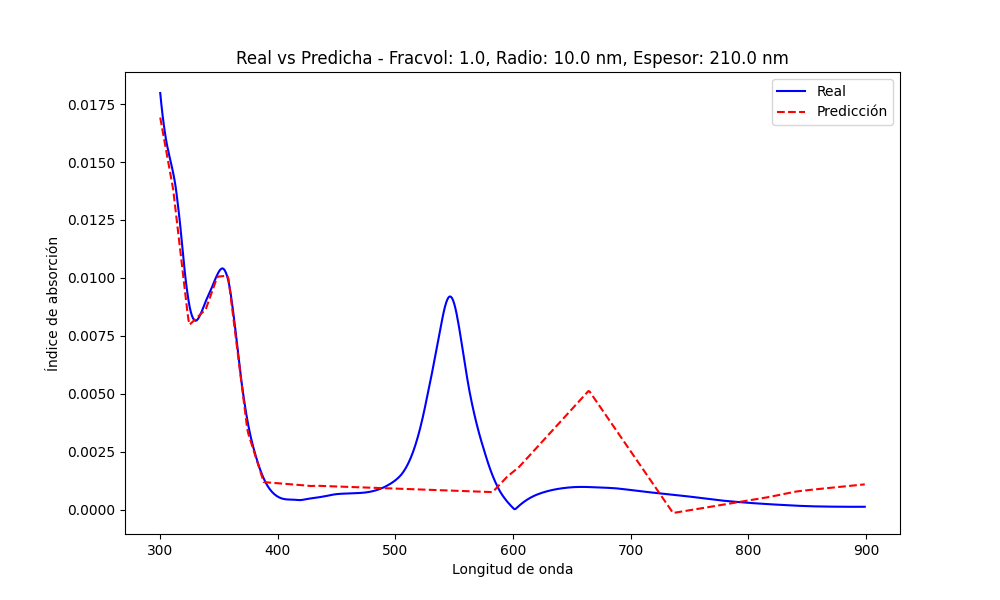 Real vs Predicha - Fracvol: 1.0, Radio: 10.0 nm, Espesor: 210.0 nm
Real
Predicción
0.0175
0.0150
0.0125
0.0100
0.0075
0.0050
0.0025
0.0000
Índice de absorción
300 400 500 600 700 800 900
Longitud de onda